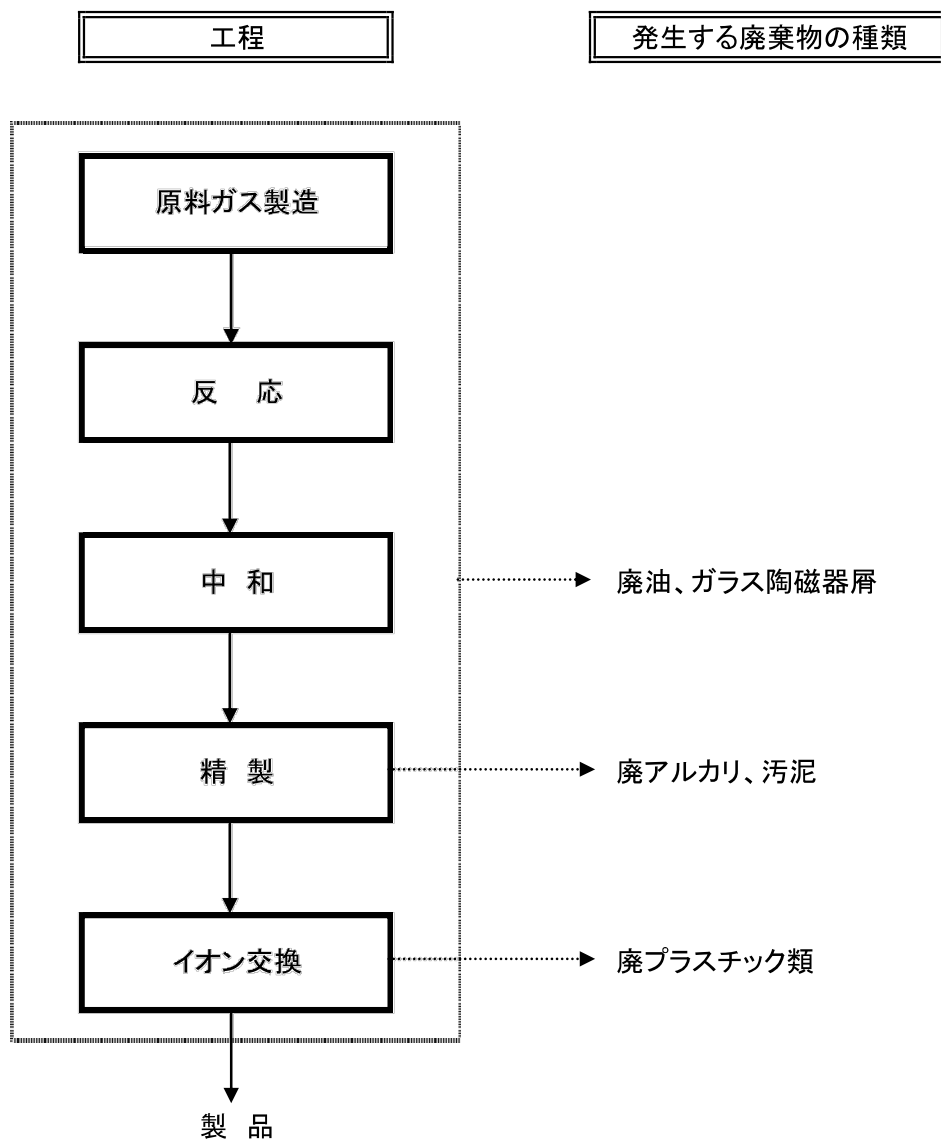 工程
発生する廃棄物の種類
原料ガス製造
反 応
中 和
廃油、ガラス陶磁器屑
精 製
廃アルカリ、汚泥
イオン交換
廃プラスチック類
製 品